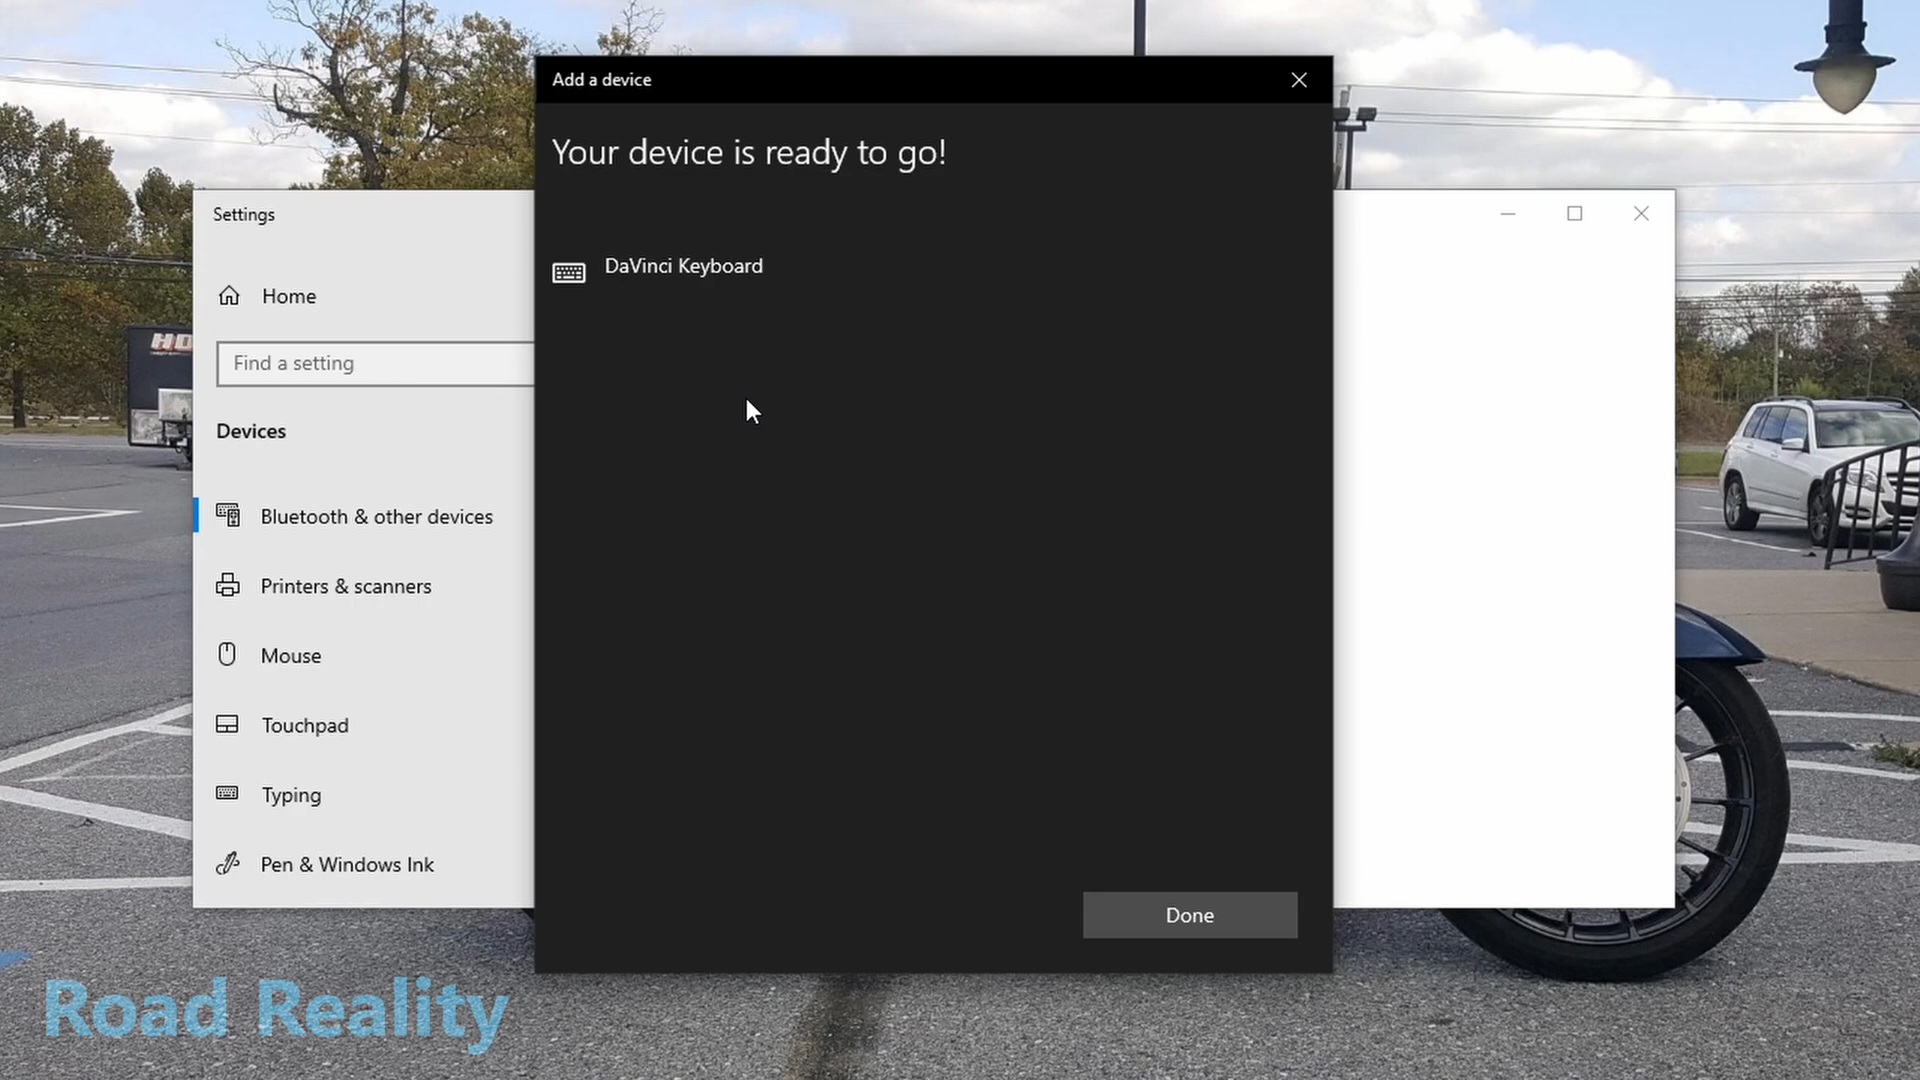 Add a device
Your device is ready to go!
DaVinci Keyboard
Settings
Home
Find a setting
Devices
Bluetooth & other devices
Printers & scanners
Mouse
Touchpad
Typing
Pen & Windows Ink
Done
HO
Road Reality